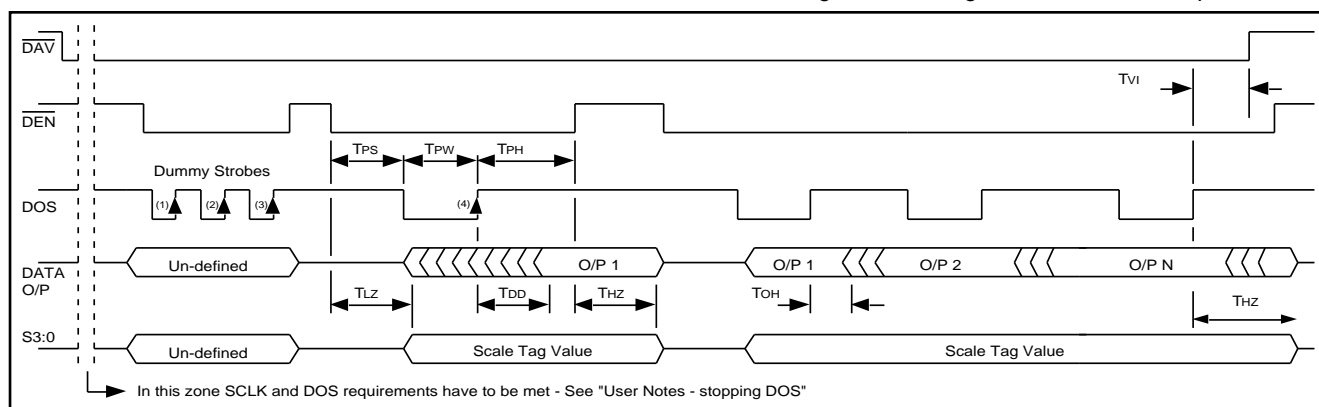 DAV
TVI
DEN
TPS TPW TPH
Dummy Strobes
DOS (1) (2) (3) (4)
DATA O/P Un-defined O/P 1 O/P 1 O/P 2 O/P N
TLZ TDD THZ TOH THZ
S3:0 Un-defined Scale Tag Value Scale Tag Value
In this zone SCLK and DOS requirements have to be met - See "User Notes - stopping DOS"